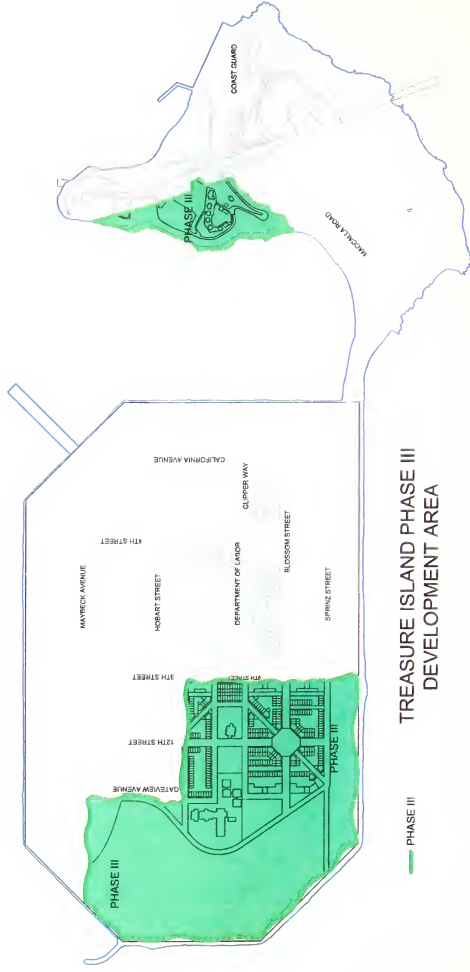 COAST GUARD
PHASE III
MACCALLA ROAD
CALIFORNIA AVENUE
CLIPPER WAY
4TH STREET
MAYBECK AVENUE
HOBART STREET
DEPARTMENT OF LABOR
BLOSSOM STREET
SPRINZ STREET
9TH STREET
9TH STREET
12TH STREET
GATEVIEW AVENUE
PHASE III
PHASE III
TREASURE ISLAND PHASE III
DEVELOPMENT AREA
PHASE III